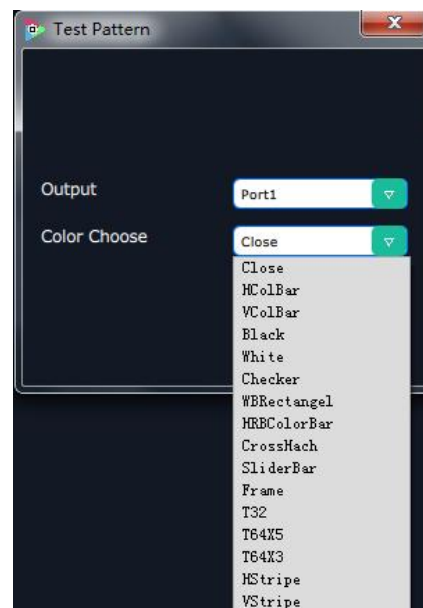 Test Pattern
x
Output
Port1
Color Choose
Close
Close
HColBar
VColBar
Black
White
Checker
WBRectangel
HRBColorBar
CrossHach
SliderBar
Frame
T32
T64X5
T64X3
HStripe
VStripe